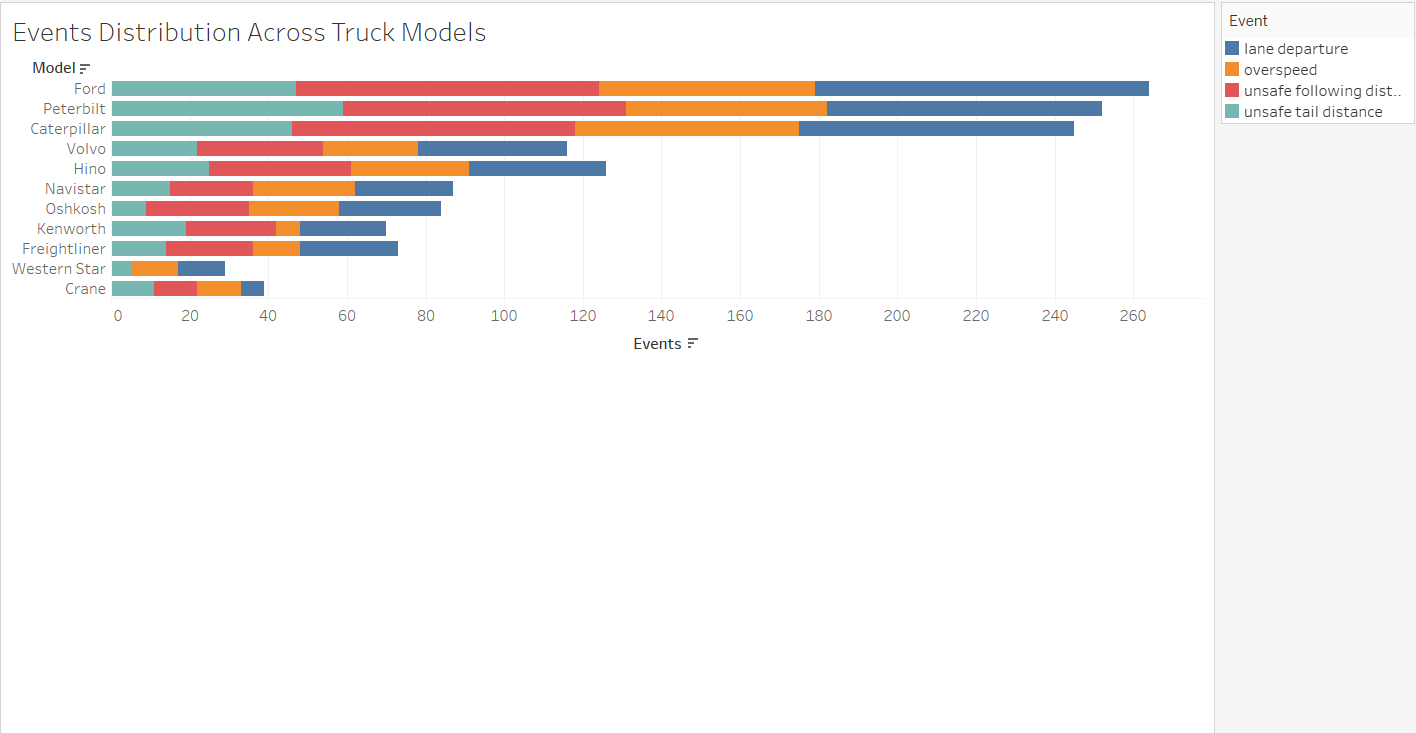 Events Distribution Across Truck Models
Model
Ford
Peterbilt
Caterpillar
Volvo
Hino
Navistar
Oshkosh
Kenworth
Freightliner
Western Star
Crane
0 20 40 60 80 100 120 140 160 180 200 220 240 260
Events
Event
lane departure
overspeed
unsafe following dist..
unsafe tail distance